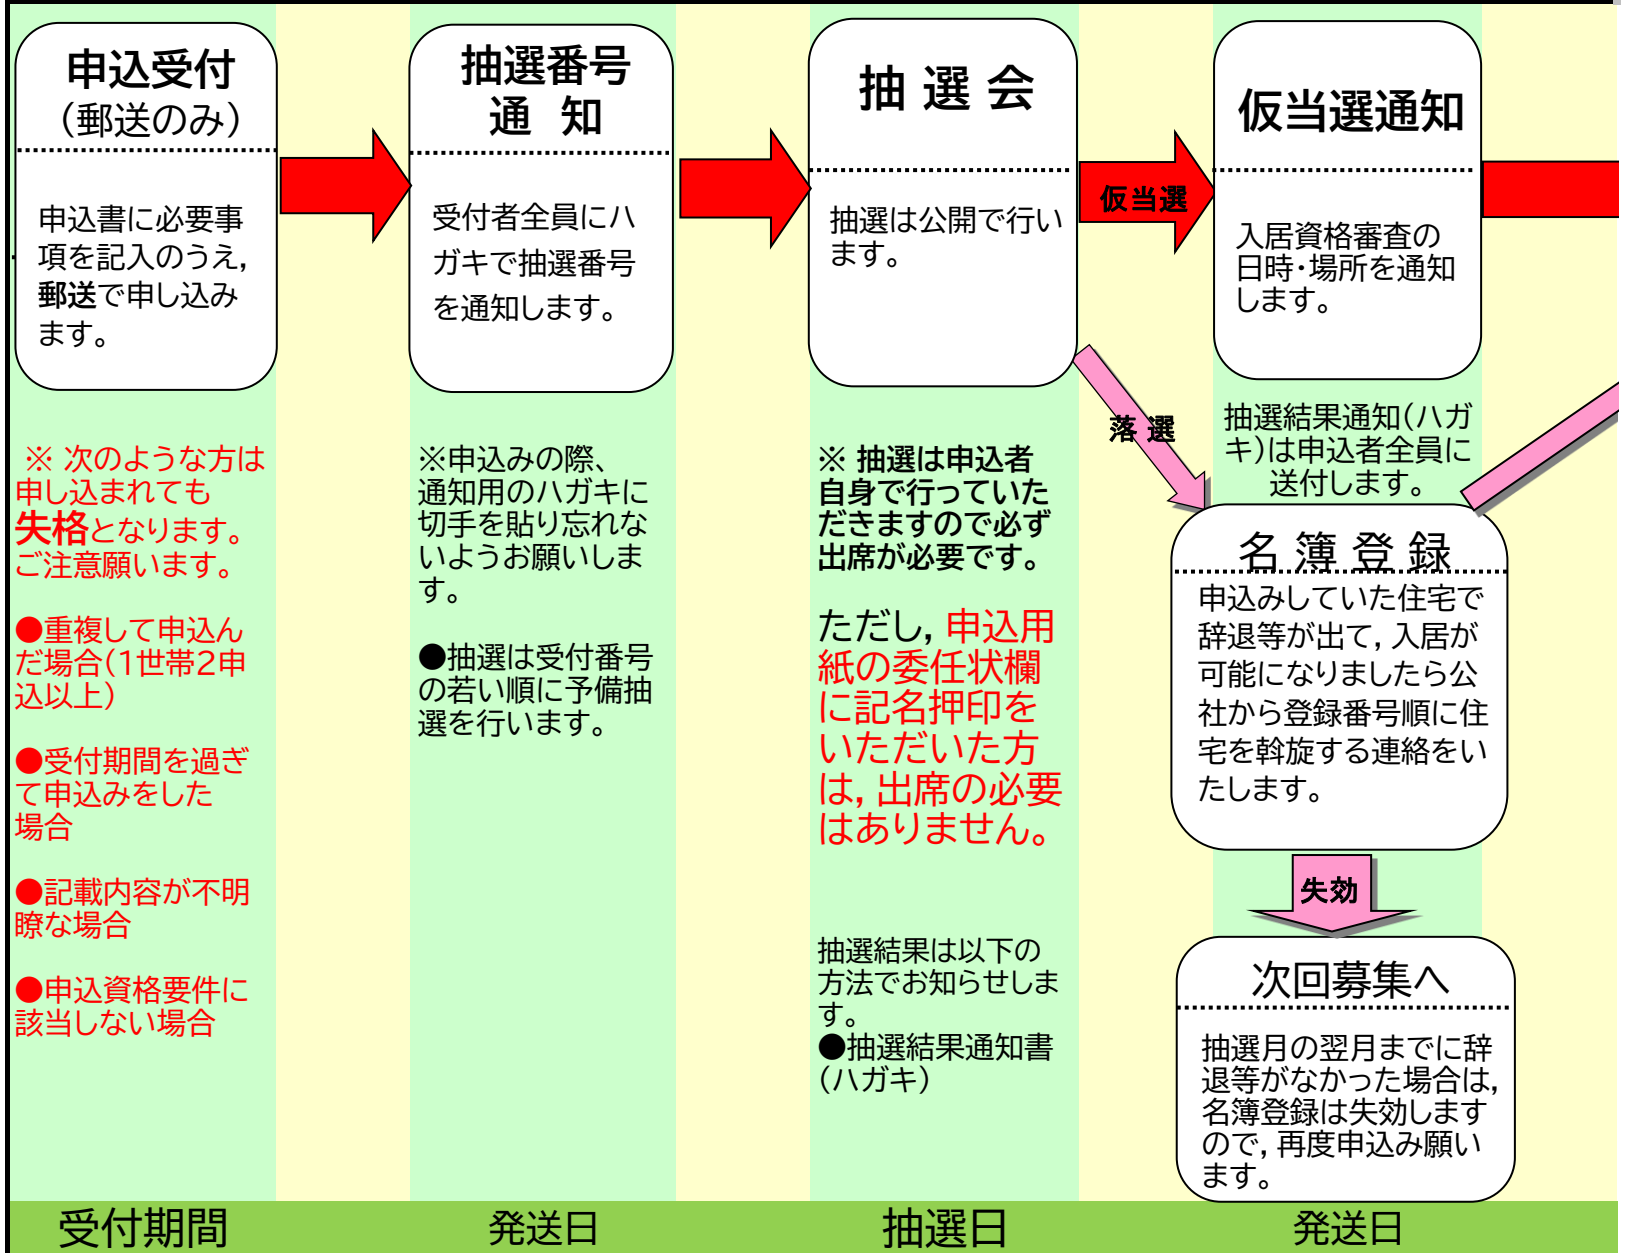 申込受付
（郵送のみ）
申込書に必要事
項を記入のうえ，
郵送で申し込み
ます。
※ 次のような方は
申し込まれても
失格となります。
ご注意願います。
●重複して申込ん
だ場合（1世帯2申
込以上）
●受付期間を過ぎ
て申込みをした
場合
●記載内容が不明
瞭な場合
●申込資格要件に
該当しない場合
受付期間
抽選番号
通 知
受付者全員にハ
ガキで抽選番号
を通知します。
※申込みの際、
通知用のハガキに
切手を貼り忘れな
いようお願いしま
す。
●抽選は受付番号
の若い順に予備抽
選を行います。
発送日
抽 選 会
抽選は公開で行い
ます。
※ 抽選は申込者
自身で行っていた
だきますので必ず
出席が必要です。
ただし，申込用
紙の委任状欄
に記名押印を
いただいた方
は，出席の必要
はありません。
抽選結果は以下の
方法でお知らせしま
す。
●抽選結果通知書
（ハガキ）
抽選日
仮当選
落 選
仮当選通知
入居資格審査の
日時・場所を通知
します。
抽選結果通知（ハガ
キ）は申込者全員に
送付します。
名 簿 登 録
申込みしていた住宅で
辞退等が出て，入居が
可能になりましたら公
社から登録番号順に住
宅を斡旋する連絡をい
たします。
失効
次回募集へ
抽選月の翌月までに辞
退等がなかった場合は，
名簿登録は失効します
ので，再度申込み願い
ます。
発送日